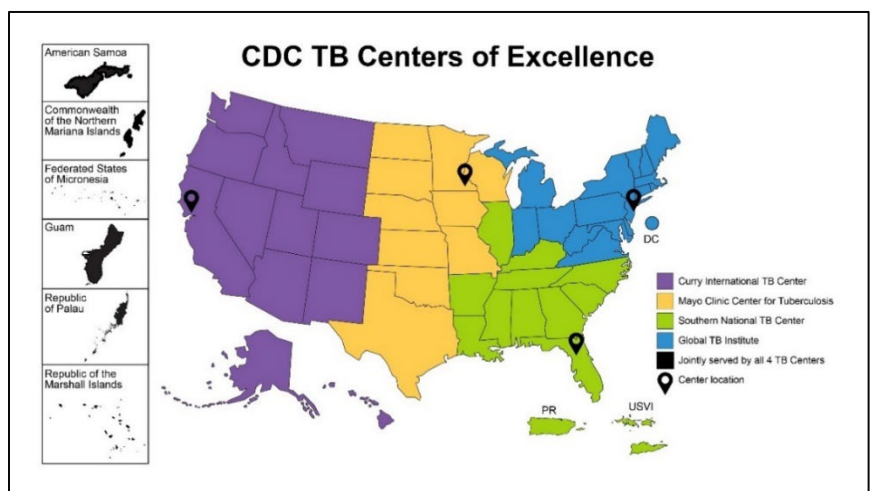 CDC TB Centers of Excellence
American Samoa
Commonwealth
of the Northern
Mariana Islands
Federated States
of Micronesia
Guam
Republic
of Palau
Republic of the
Marshall Islands
DC
Curry International TB Center
Mayo Clinic Center for Tuberculosis
Southern National TB Center
Global TB Institute
Jointly served by all 4 TB Centers
Center location
PR
USVI